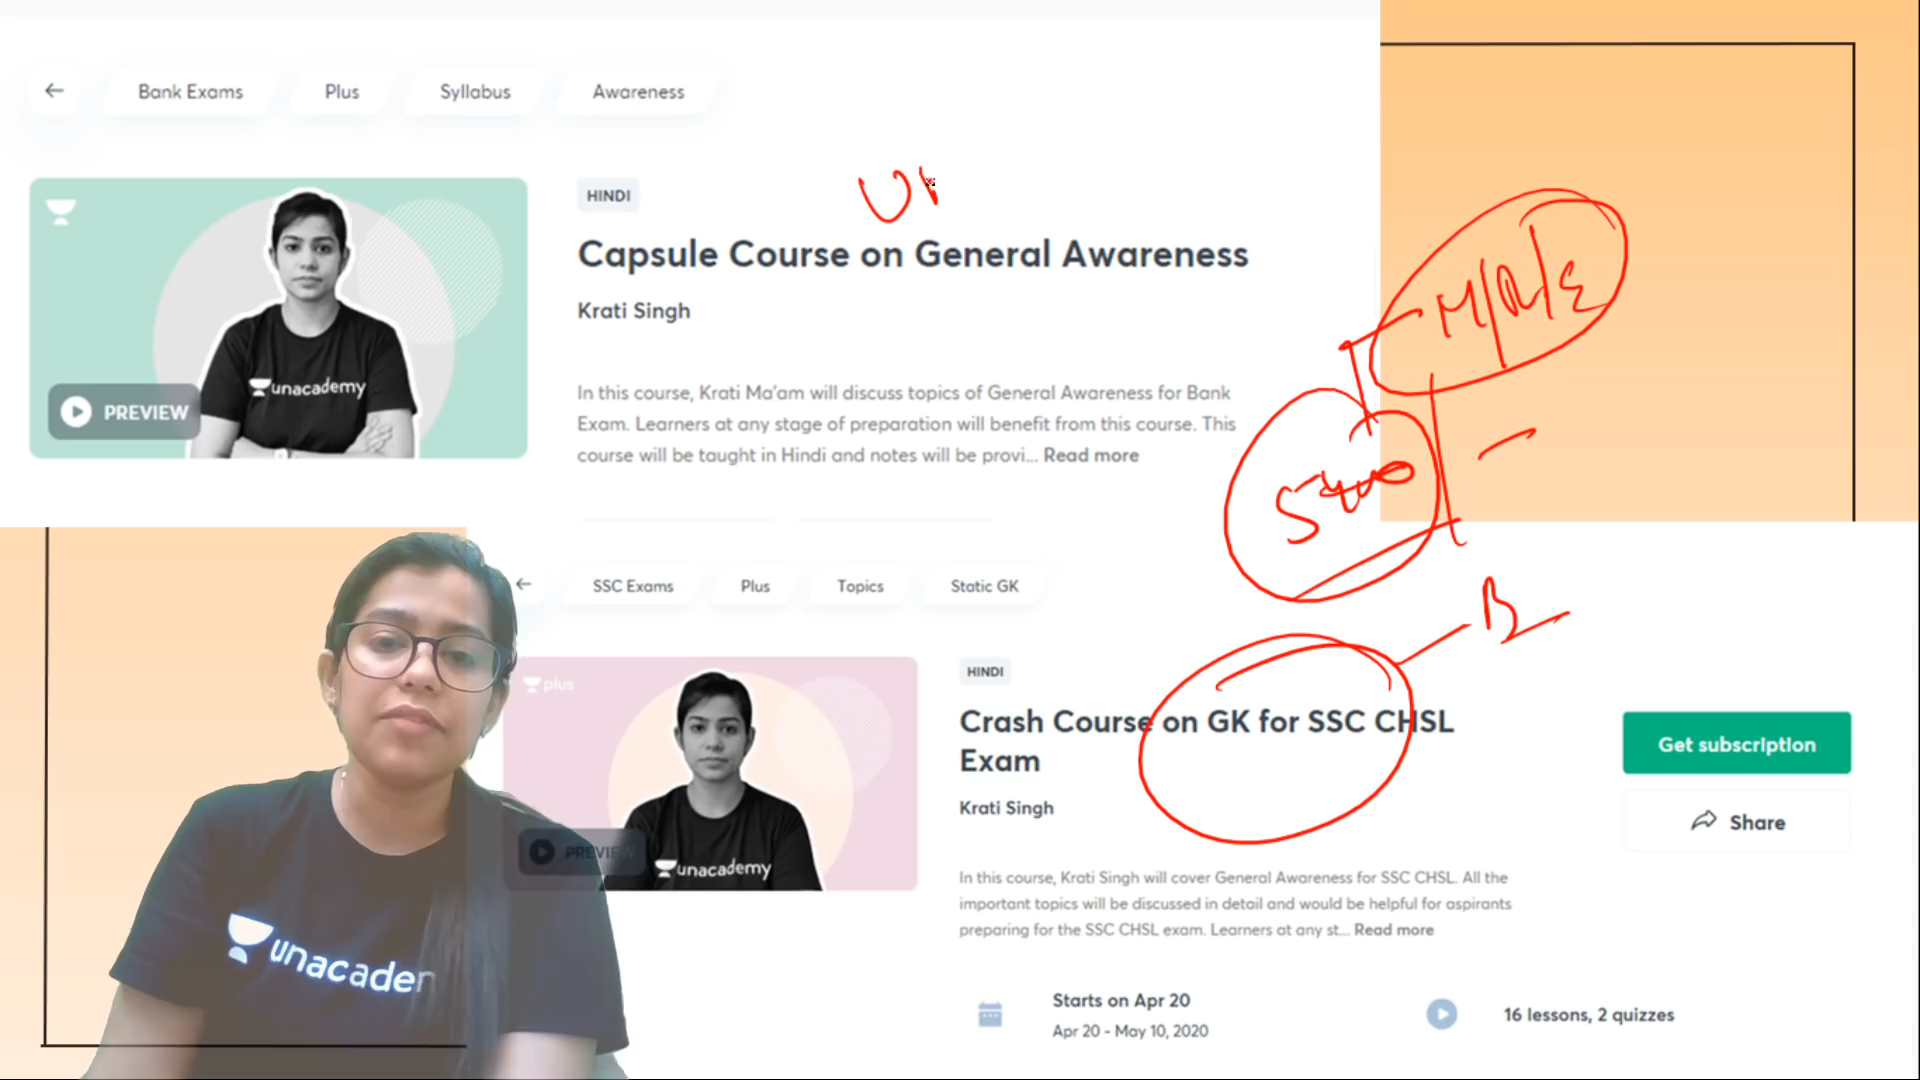 Bank Exams
Plus
Syllabus
Awareness
HINDI
Capsule Course on General Awareness
Krati Singh
unacademy
PREVIEW
In this course, Krati Ma'am will discuss topics of General Awareness for Bank
Exam. Learners at any stage of preparation will benefit from this course. This
course will be taught in Hindi and notes will be provi... Read more
M/R/E
5400
B
SSC Exams
Plus
Topics
Static GK
plus
HINDI
Crash Course on GK for SSC CHSL
Exam
Krati Singh
PREVIEW
unacademy
unacadem
Get subscription
Share
In this course, Krati Singh will cover General Awareness for SSC CHSL. All the
important topics will be discussed in detail and would be helpful for aspirants
preparing for the SSC CHSL exam. Learners at any st... Read more
Starts on Apr 20
Apr 20 - May 10, 2020
16 lessons, 2 quizzes